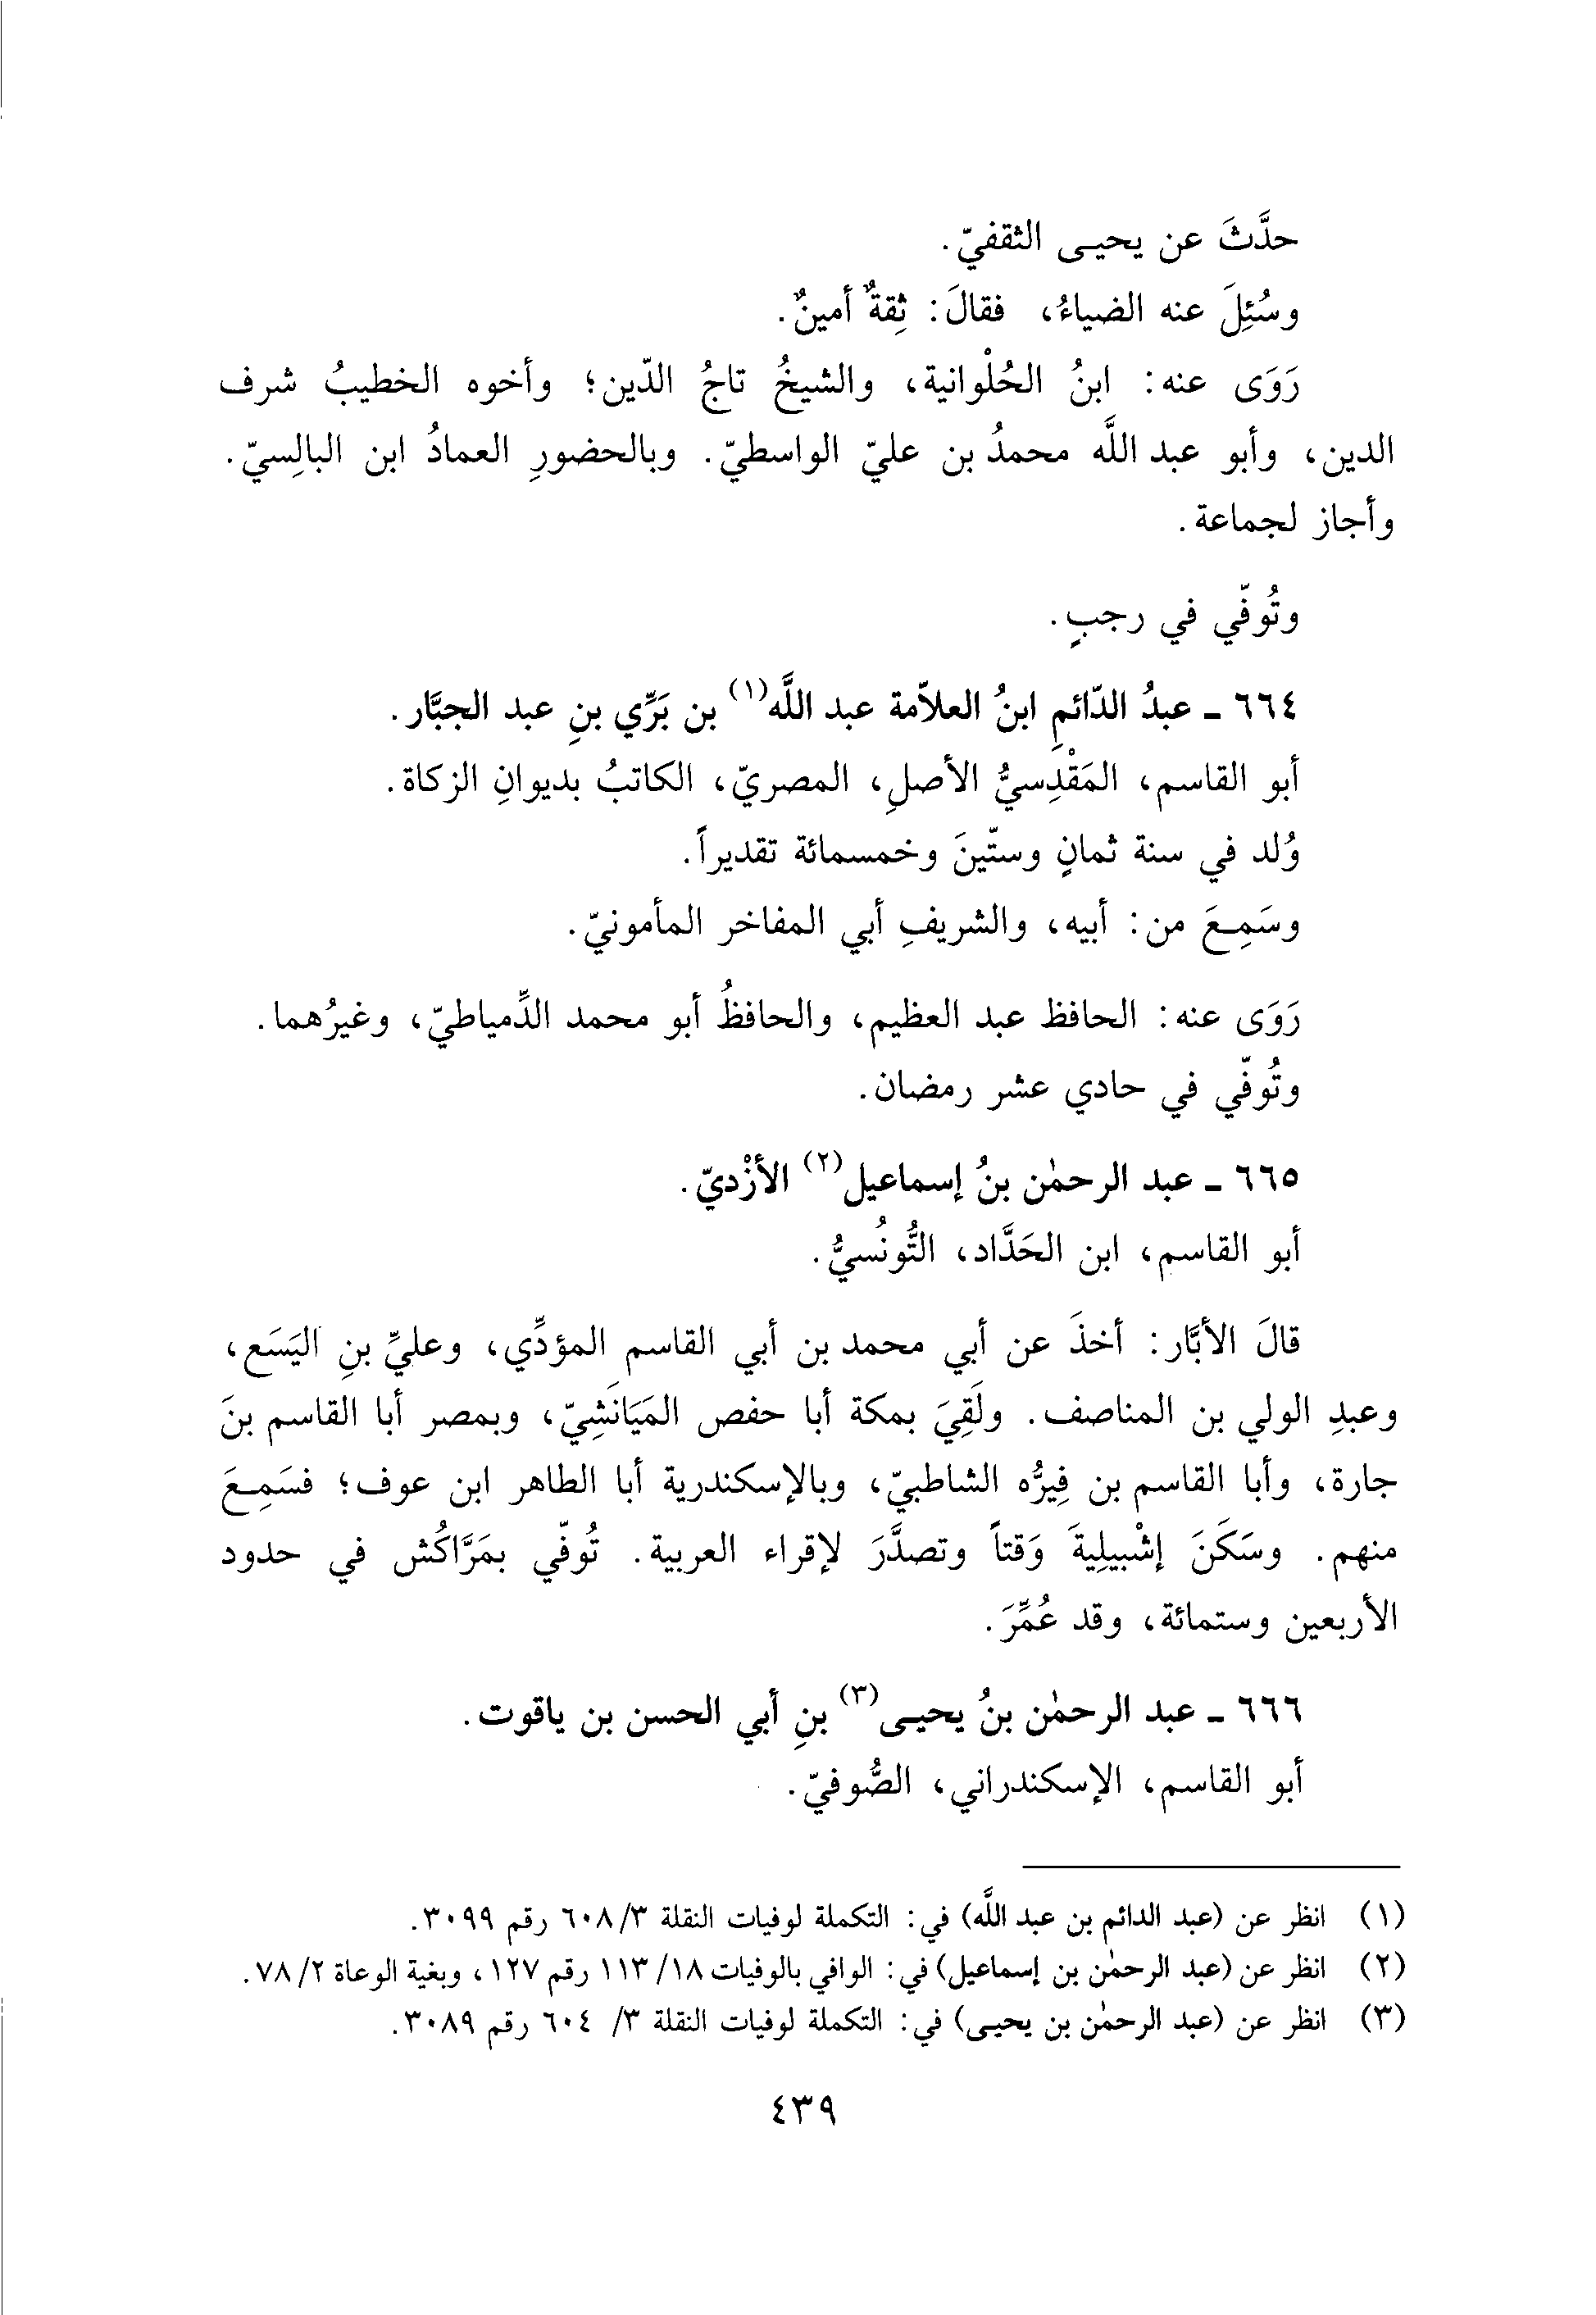 حدَّثَ عن يحيـى الثقفيّ.
وسُئِلَ عنه الضياءُ، فقالَ: ثِقةٌ أمينٌ.
رَوَى عنه: ابنُ الحُلْوانية، والشيخُ تاجُ الدّين؛ وأخوه الخطيبُ شرف
الدين، وأبو عبد اللَّه محمدُ بن عليّ الواسطيّ. وبالحضورِ العمادُ ابن البالِسيّ.
وأجاز لجماعة.
وتُوفّي في رجبٍ.
٦٦٤ ـ عبدُ الدّائمِ ابنُ العلاّمة عبد اللَّه(١) بن بَرِّي بنِ عبد الجبَّار.
أبو القاسم، المَقْدِسيُّ الأصلِ، المصريّ، الكاتبُ بديوانِ الزكاة.
وُلد في سنة ثمانٍ وستّينَ وخمسمائة تقديراً.
وسَمِـعَ من: أبيه، والشريفِ أبي المفاخر المأمونيّ.
رَوَى عنه: الحافظ عبد العظيم، والحافظُ أبو محمد الدِّمياطيّ، وغيرُهما.
وتُوفّي في حادي عشر رمضان.
٦٦٥ ـ عبد الرحمٰن بنُ إسماعيل(٢) الأزْديّ.
أبو القاسم، ابن الحَدَّاد، التُّونُسيُّ.
قالَ الأبَّار: أخذَ عن أبي محمد بن أبي القاسم المؤدِّي، وعليِّ بنِ اليَسَع،
وعبدِ الولي بن المناصف. ولَقِيَ بمكة أبا حفص المَيَانَشِيّ، وبمصر أبا القاسم بنَ
جارة، وأبا القاسم بن فِيرُّه الشاطبيّ، وبالإسكندرية أبا الطاهر ابن عوف؛ فسَمِـعَ
منهم. وسَكَنَ إشْبيلِيةَ وَقتاً وتصدَّرَ لإقراء العربية. تُوفّي بمَرَّاكُش في حدود
الأربعين وستمائة، وقد عُمِّرَ.
٦٦٦ ـ عبد الرحمٰن بنُ يحيـى(٣) بنِ أبي الحسن بن ياقوت.
أبو القاسم، الإسكندراني، الصُّوفيّ.
(١) انظر عن (عبد الدائم بن عبد اللَّه) في: التكملة لوفيات النقلة ٣/ ٦٠٨ رقم ٣٠٩٩.
(٢) انظر عن (عبد الرحمٰن بن إسماعيل) في: الوافي بالوفيات ١٨/ ١١٣ رقم ١٢٧، وبغية الوعاة ٢/ ٧٨.
(٣) انظر عن (عبد الرحمٰن بن يحيـى) في: التكملة لوفيات النقلة ٣/ ٦٠٤ رقم ٣٠٨٩.
٤٣٩